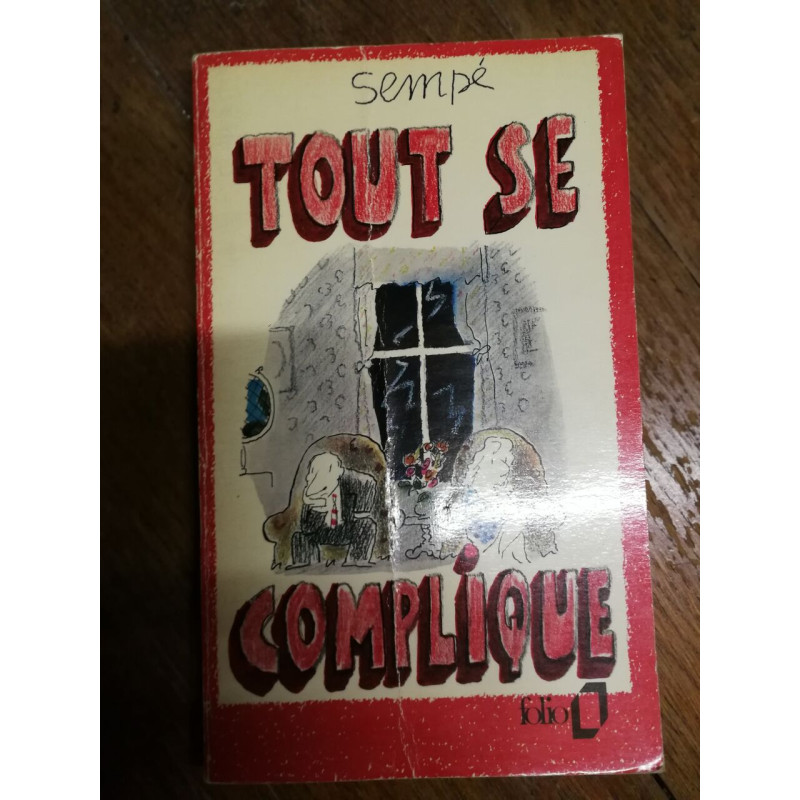 sempé
TOUT SE
COMPLiQUE
folio